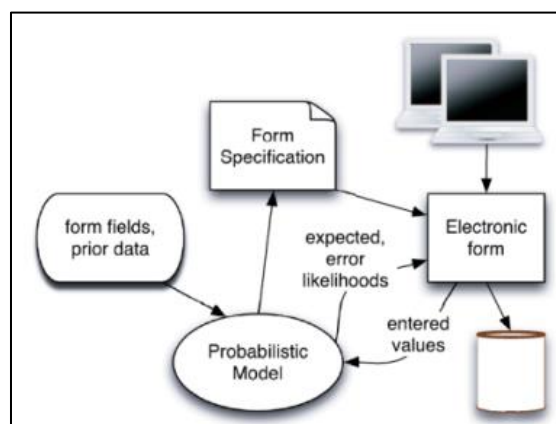 Form
Specification
form fields,
prior data
expected,
error
likelihoods
Electronic
form
entered
values
Probabilistic
Model